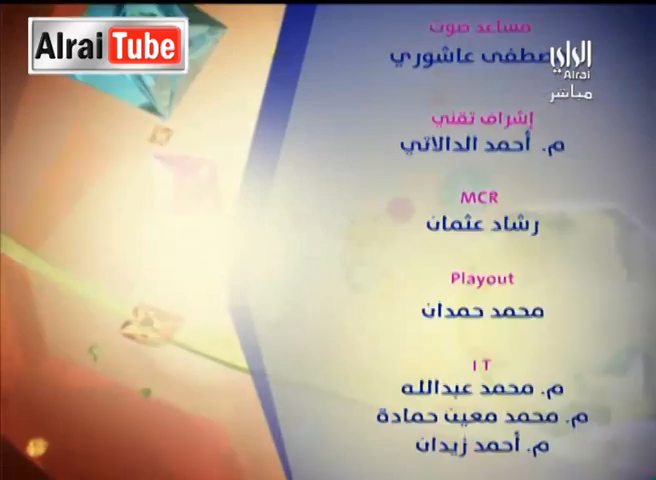 Alrai Tube
مساعد صوت
مصطفى عاشوري
الراي
Alrai
مباشر
إشراف تقني
م. أحمد الدالاتي
MCR
رشاد عثمان
Playout
محمد حمدان
IT
م. محمد عبدالله
م. محمد معين حمادة
م. أحمد زيدان